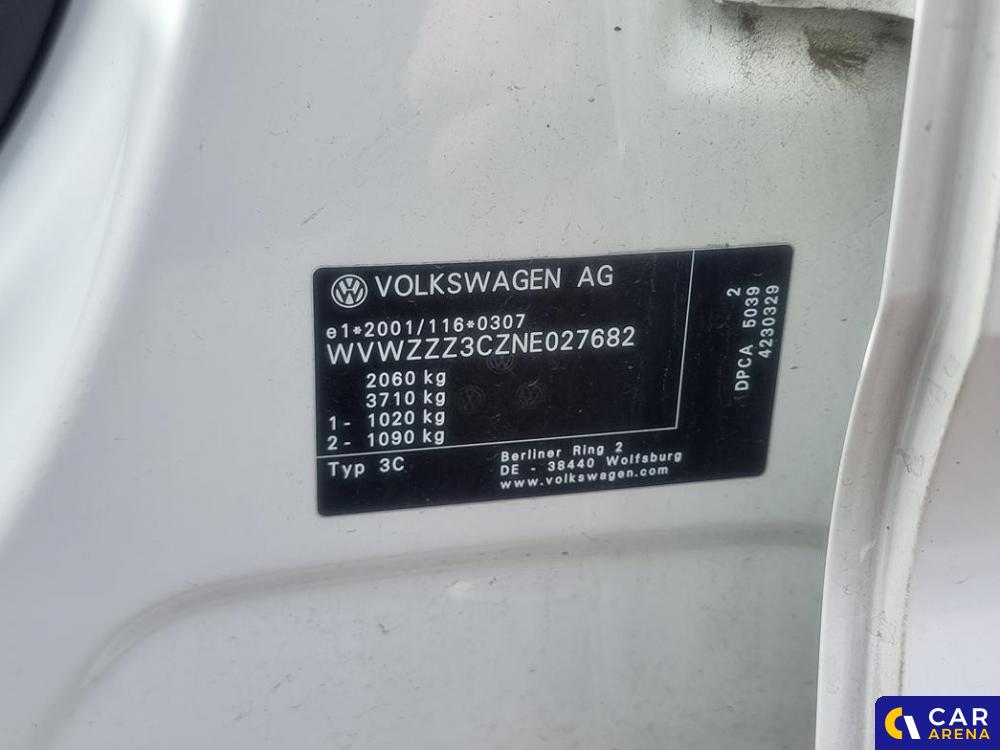 VOLKSWAGEN AG
e1*2001/116*0307
WVWZZZ3CZNE027682
2060 kg
3710 kg
1- 1020 kg
2- 1090 kg
Typ 3C
Berliner Ring 2
DE - 38440 Wolfsburg
www.volkswagen.com
DPCA 5039 2
4230329
CAR
ARENA